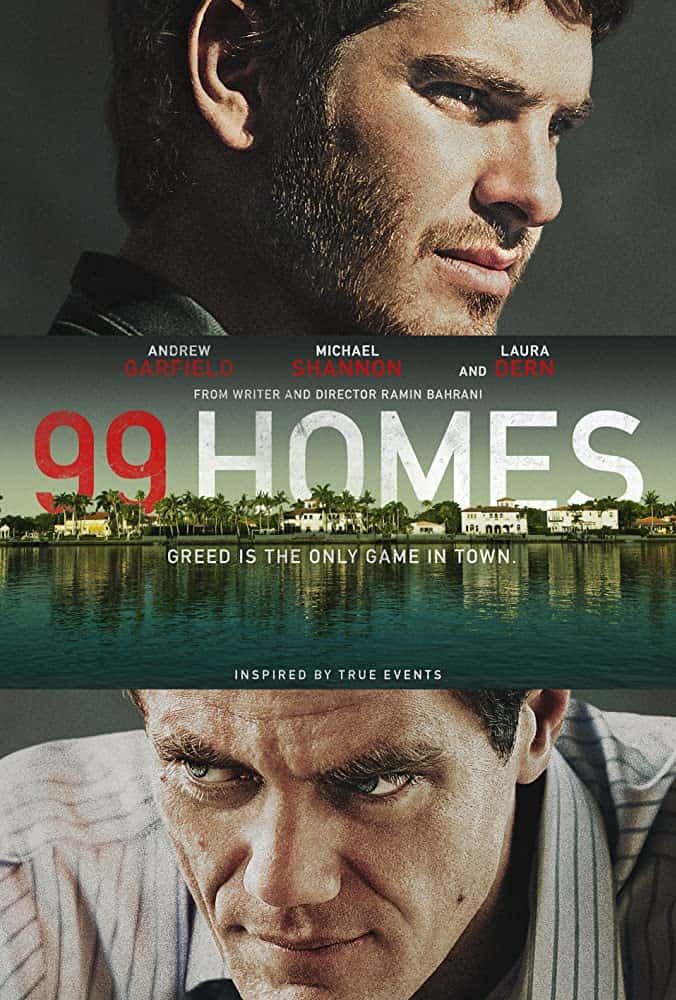 ANDREW GARFIELD MICHAEL SHANNON AND LAURA DERN
FROM WRITER AND DIRECTOR RAMIN BAHRANI
99 HOMES
GREED IS THE ONLY GAME IN TOWN.
INSPIRED BY TRUE EVENTS